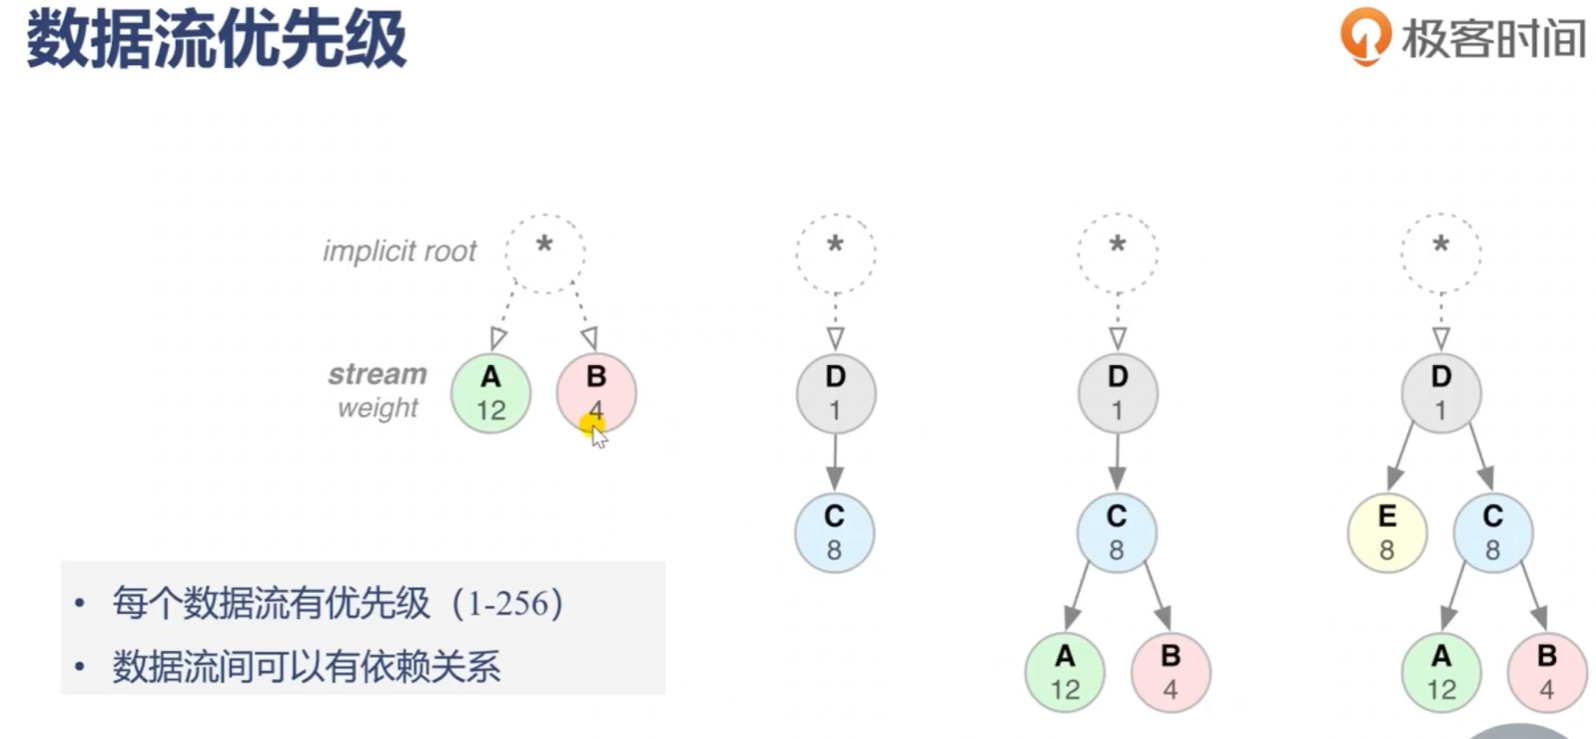 数据流优先级
极客时间
implicit root
*
*
*
*
stream
weight
A
12
B
4
D
1
D
1
D
1
C
8
C
8
E
8
C
8
A
12
B
4
A
12
B
4
• 每个数据流有优先级（1-256）
• 数据流间可以有依赖关系